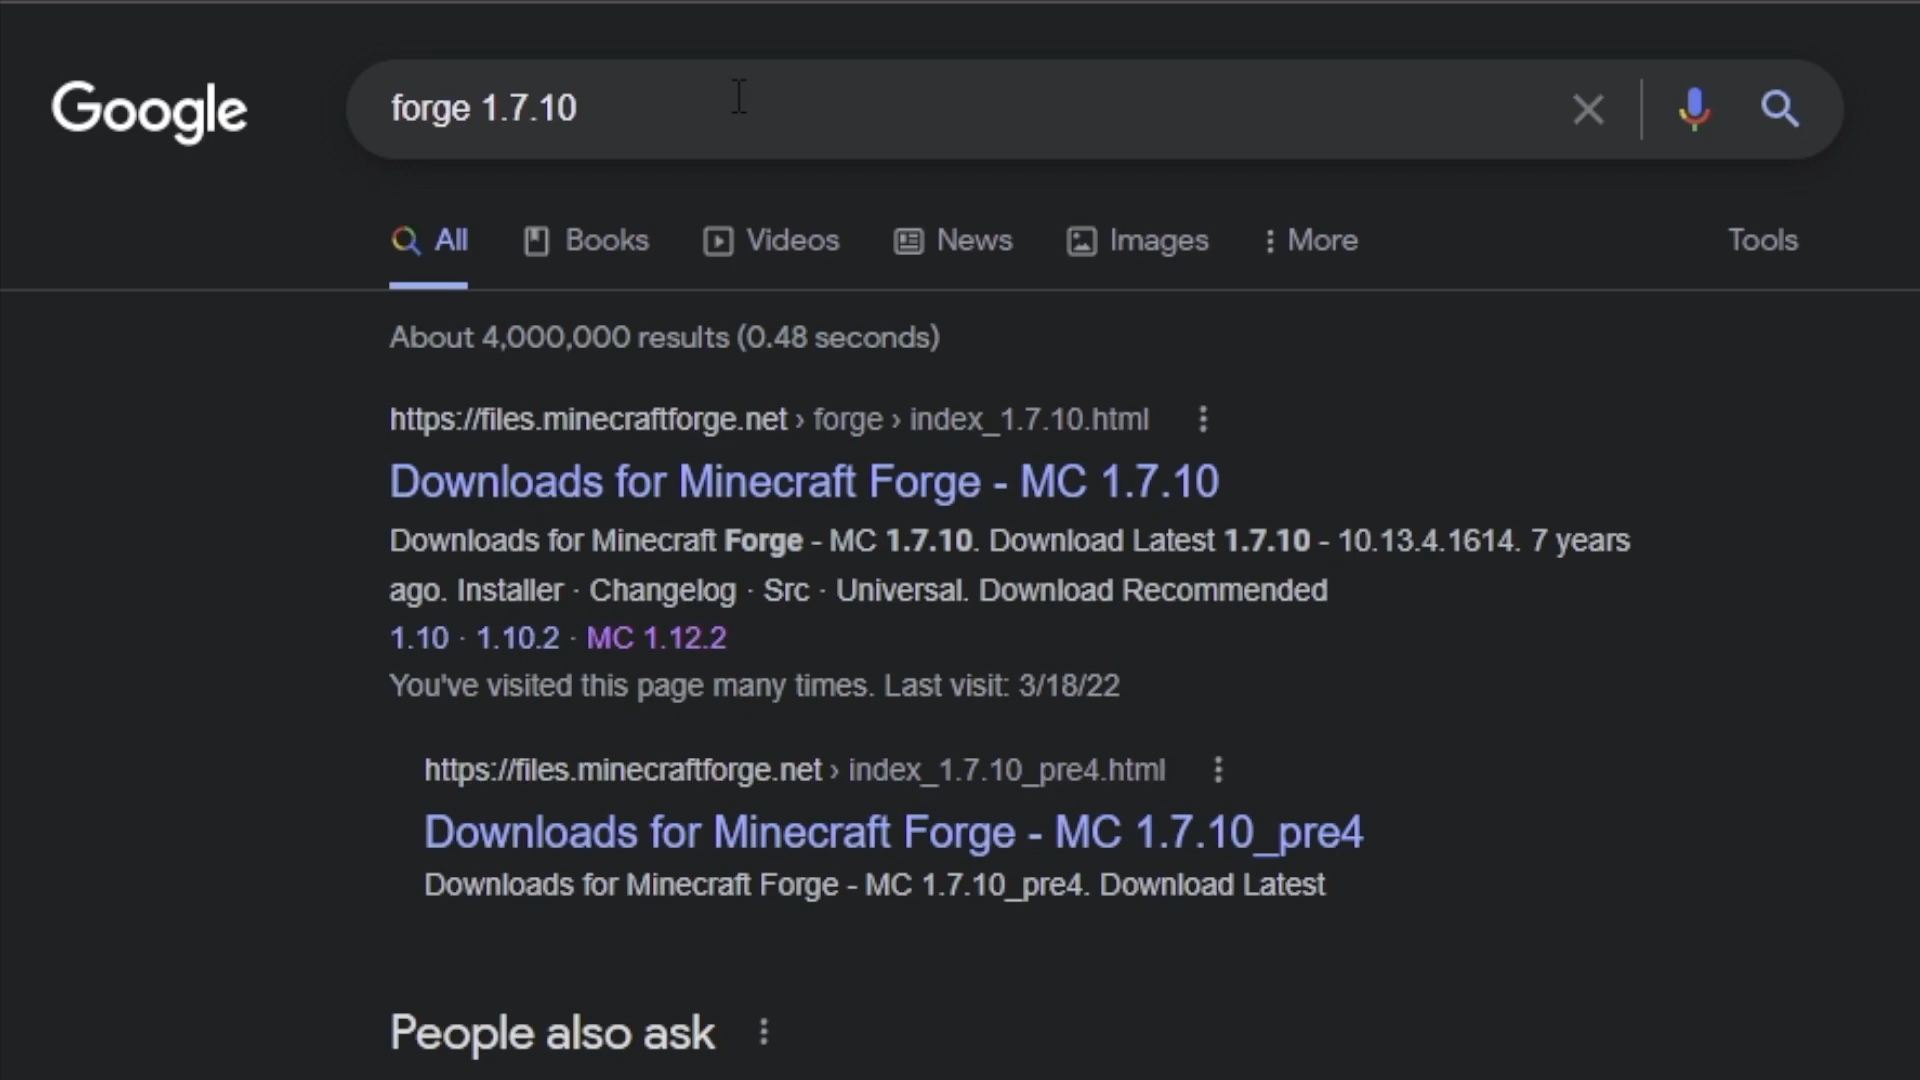 Google
forge 1.7.10
All
Books
Videos
News
Images
More
Tools
About 4,000,000 results (0.48 seconds)
https://files.minecraftforge.net › forge › index_1.7.10.html
Downloads for Minecraft Forge - MC 1.7.10
Downloads for Minecraft Forge - MC 1.7.10. Download Latest 1.7.10 - 10.13.4.1614. 7 years
ago. Installer · Changelog · Src · Universal. Download Recommended
1.10 · 1.10.2 · MC 1.12.2
You've visited this page many times. Last visit: 3/18/22
https://files.minecraftforge.net › index_1.7.10_pre4.html
Downloads for Minecraft Forge - MC 1.7.10_pre4
Downloads for Minecraft Forge - MC 1.7.10_pre4. Download Latest
People also ask